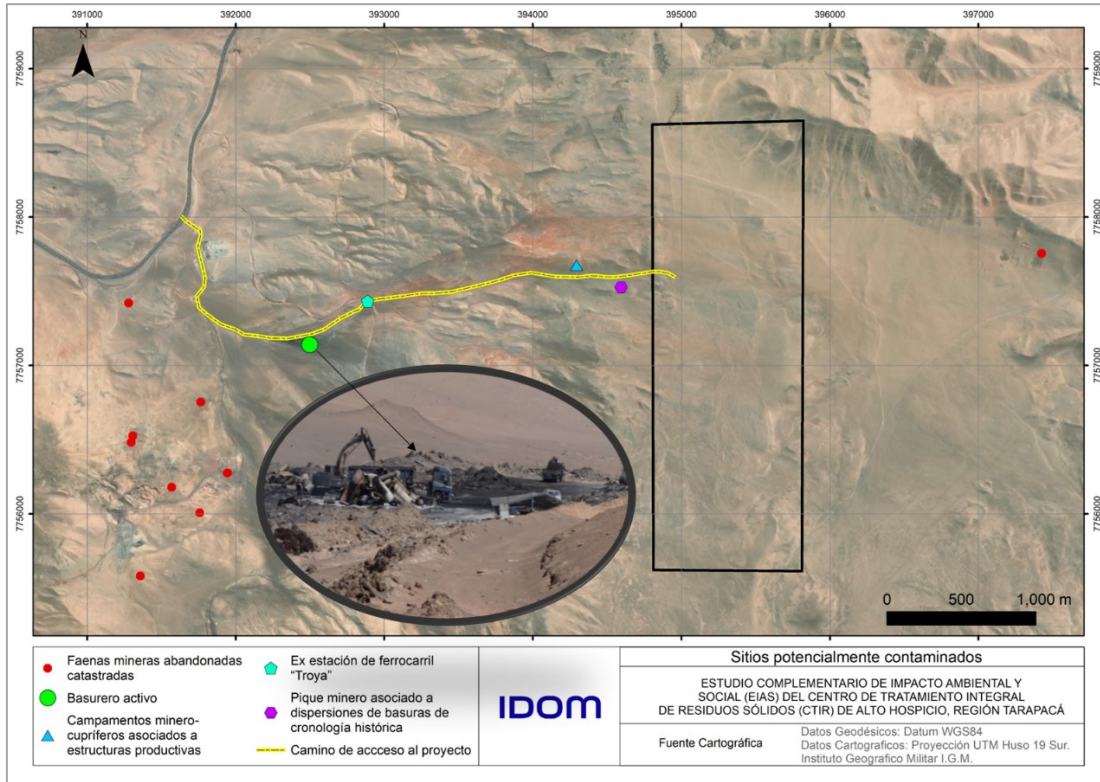 391000 392000 393000 394000 395000 396000 397000
N
7759000 7759000
7758000 7758000
7757000 7757000
7756000 7756000
0 500 1,000 m
Faenas mineras abandonadas
catastradas
Basurero activo
Campamentos minero-
cupríferos asociados a
estructuras productivas
Ex estación de ferrocarril
"Troya"
Pique minero asociado a
dispersiones de basuras de
cronología histórica
Camino de accceso al proyecto
IDOM
Sitios potencialmente contaminados
ESTUDIO COMPLEMENTARIO DE IMPACTO AMBIENTAL Y
SOCIAL (EIAS) DEL CENTRO DE TRATAMIENTO INTEGRAL
DE RESIDUOS SÓLIDOS (CTIR) DE ALTO HOSPICIO, REGIÓN TARAPACÁ
Fuente Cartográfica
Datos Geodésicos: Datum WGS84
Datos Cartograficos: Proyección UTM Huso 19 Sur.
Instituto Geografico Militar I.G.M.